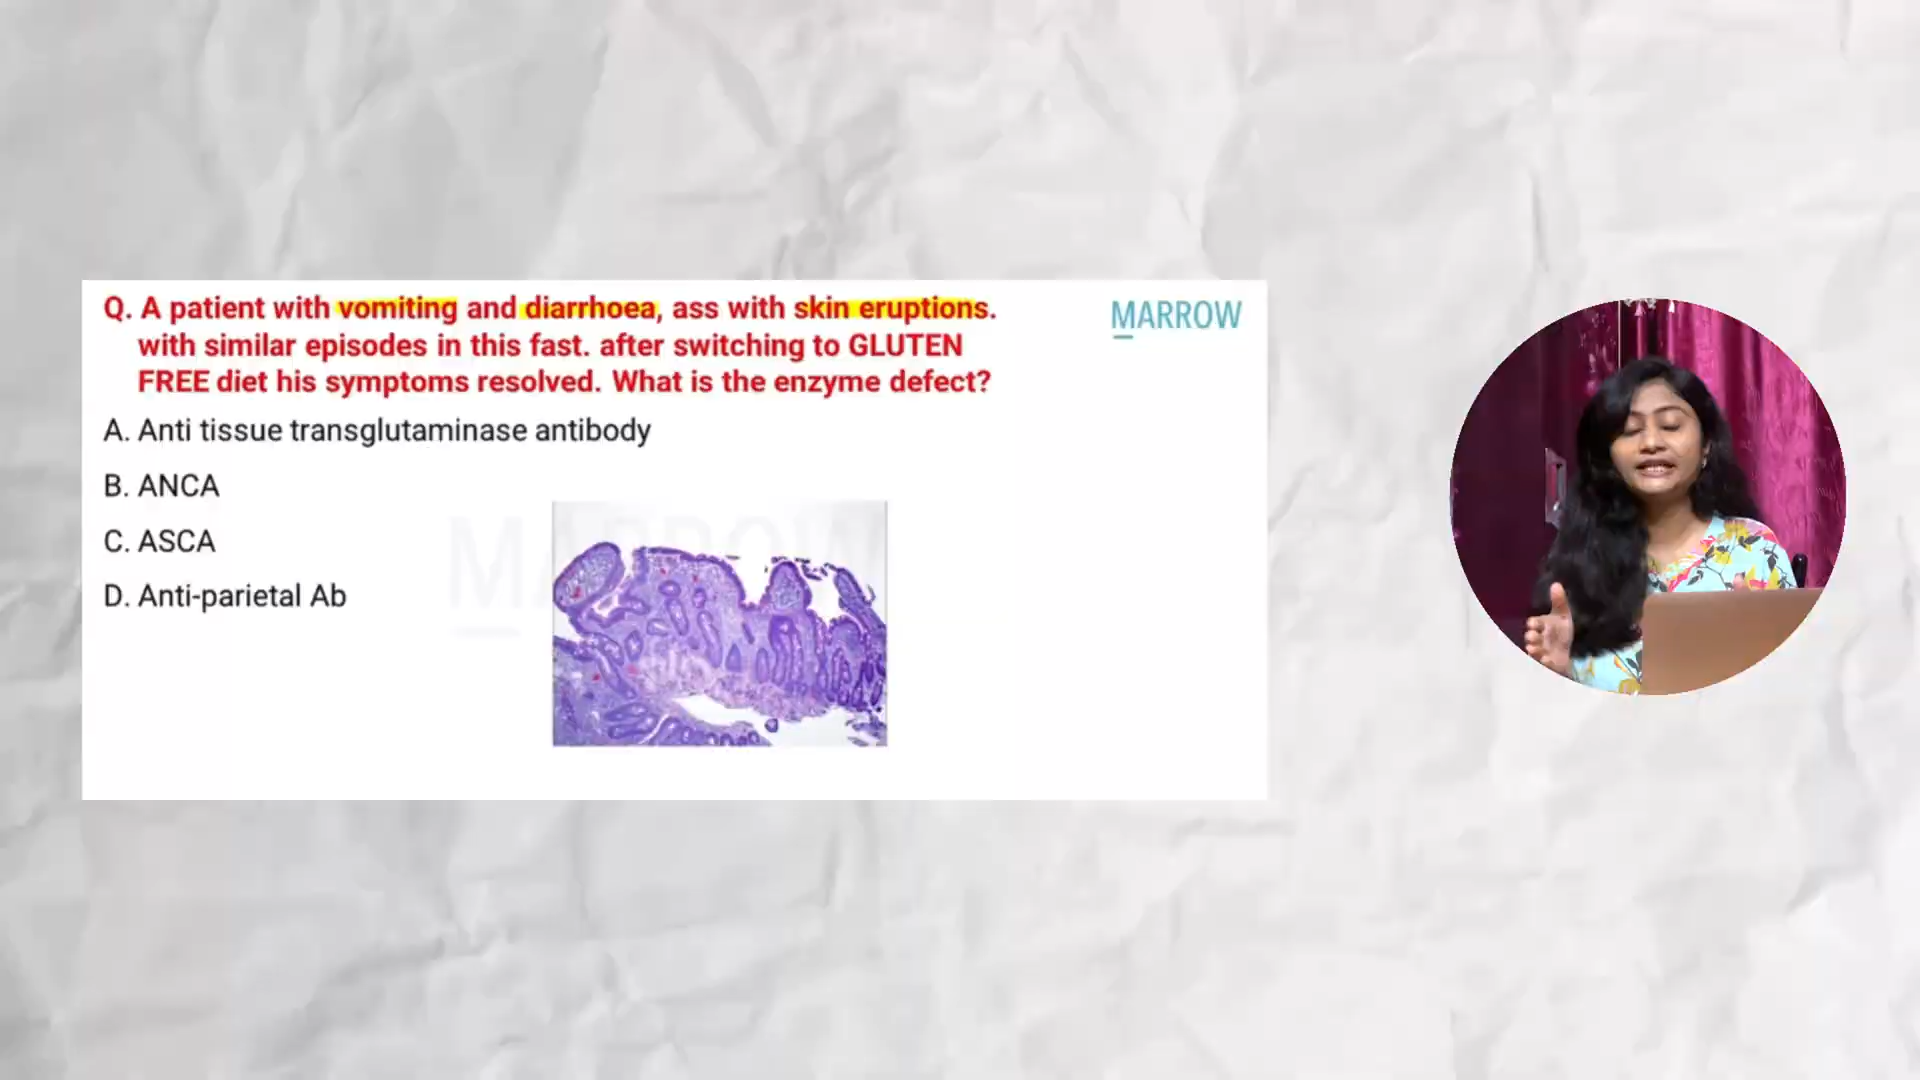 Q. A patient with vomiting and diarrhoea, ass with skin eruptions.
with similar episodes in this fast. after switching to GLUTEN
FREE diet his symptoms resolved. What is the enzyme defect?
MARROW
A. Anti tissue transglutaminase antibody
B. ANCA
C. ASCA
D. Anti-parietal Ab
MARROW